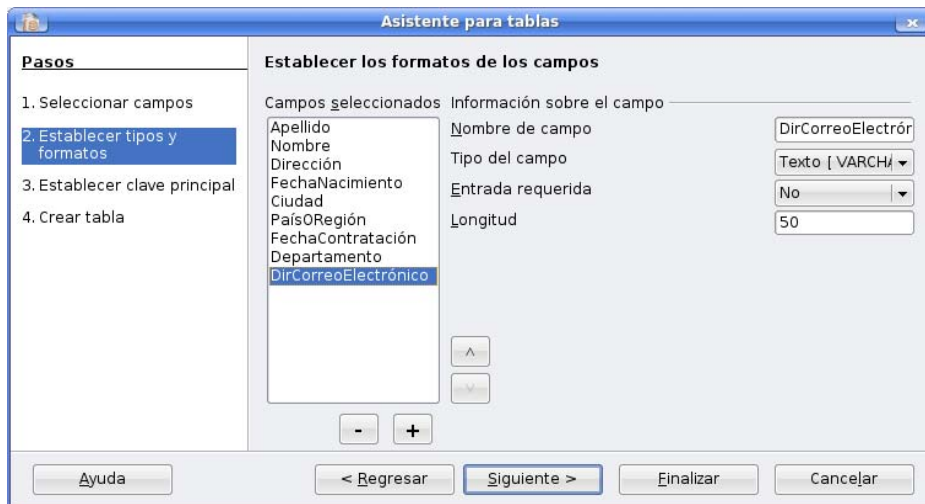 Asistente para tablas
Pasos
1. Seleccionar campos
2. Establecer tipos y
formatos
3. Establecer clave principal
4. Crear tabla
Establecer los formatos de los campos
Campos seleccionados
Apellido
Nombre
Dirección
FechaNacimiento
Ciudad
PaísORegión
FechaContratación
Departamento
DirCorreoElectrónico
- +
Información sobre el campo
Nombre de campo DirCorreoElectrór
Tipo del campo Texto [ VARCHA
Entrada requerida No
Longitud 50
Ayuda < Regresar Siguiente > Finalizar Cancelar